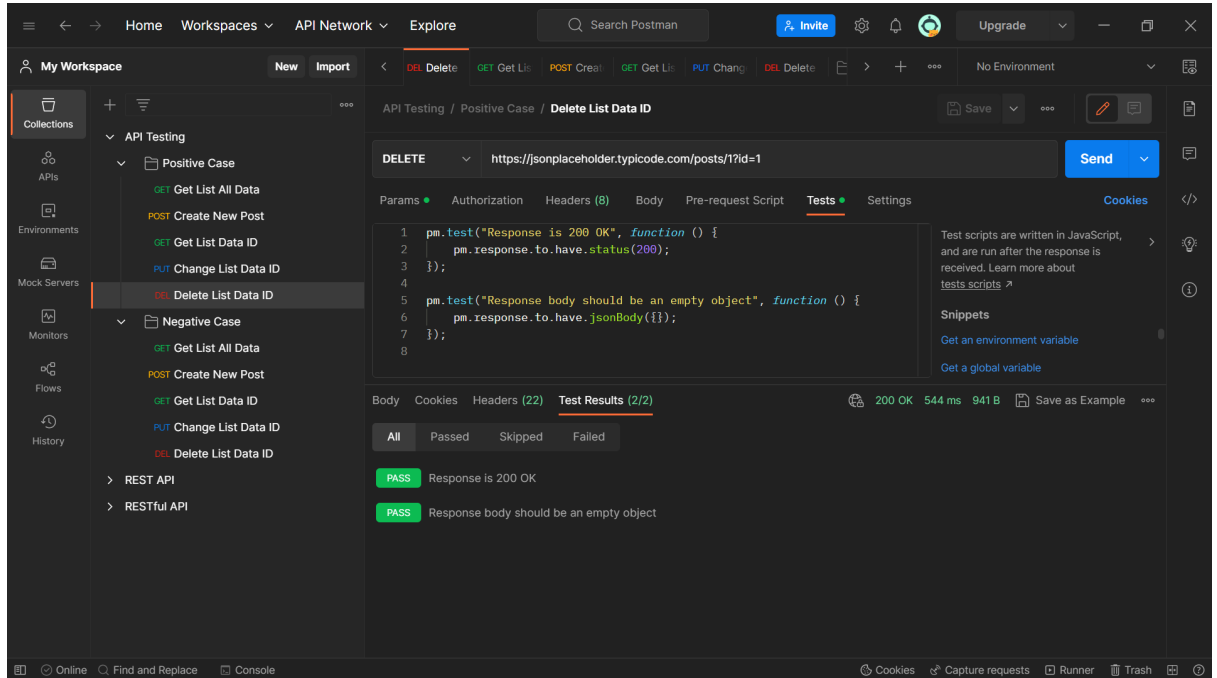 Home Workspaces API Network Explore Search Postman Invite Upgrade
My Workspace New Import
DEL Delete GET Get Lis POST Creat GET Get Lis PUT Chang DEL Delete No Environment
Collections
APIs
Environments
Mock Servers
Monitors
Flows
History
API Testing
Positive Case
GET Get List All Data
POST Create New Post
GET Get List Data ID
PUT Change List Data ID
DEL Delete List Data ID
Negative Case
GET Get List All Data
POST Create New Post
GET Get List Data ID
PUT Change List Data ID
DEL Delete List Data ID
REST API
RESTful API
API Testing / Positive Case / Delete List Data ID Save
DELETE https://jsonplaceholder.typicode.com/posts/1?id=1 Send
Params Authorization Headers (8) Body Pre-request Script Tests Settings Cookies
1 pm.test("Response is 200 OK", function () {
2 pm.response.to.have.status(200);
3 });
4
5 pm.test("Response body should be an empty object", function () {
6 pm.response.to.have.jsonBody({});
7 });
8
Test scripts are written in JavaScript,
and are run after the response is
received. Learn more about
tests scripts ↗
Snippets
Get an environment variable
Get a global variable
Body Cookies Headers (22) Test Results (2/2) 200 OK 544 ms 941 B Save as Example
All Passed Skipped Failed
PASS Response is 200 OK
PASS Response body should be an empty object
Online Find and Replace Console Cookies Capture requests Runner Trash